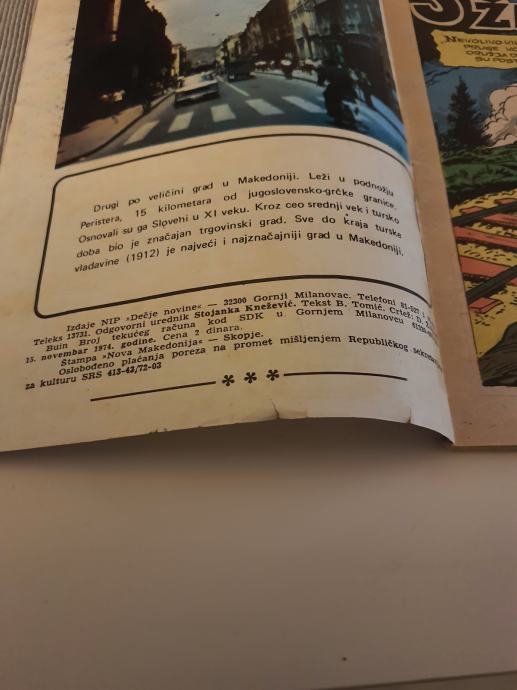 Drugi po veličini grad u Makedoniji. Leži u podnožju
Peristera, 15 kilometara od jugoslovensko-grčke granice.
Osnovali su ga Sloveni u XI veku. Kroz ceo srednji vek i tursko
doba bio je značajan trgovinski grad. Sve do kraja turske
vladavine (1912) je najveći i najznačajniji grad u Makedoniji.
Izdaje NIP »Dečje novine« — 32300 Gornji Milanovac. Telefoni
Teleks 13731. Odgovorni urednik Stojanka Knežević. Tekst B. Tomić. Crtež: D.
Buin Broj tekućeg računa kod SDK u Gornjem Milanovcu
15. novembar 1974. godine. Cena 2 dinara.
Štampa »Nova Makedonija« — Skopje.
Oslobođeno plaćanja poreza na promet mišljenjem Republičkog
za kulturu SRS 413-43/72-03